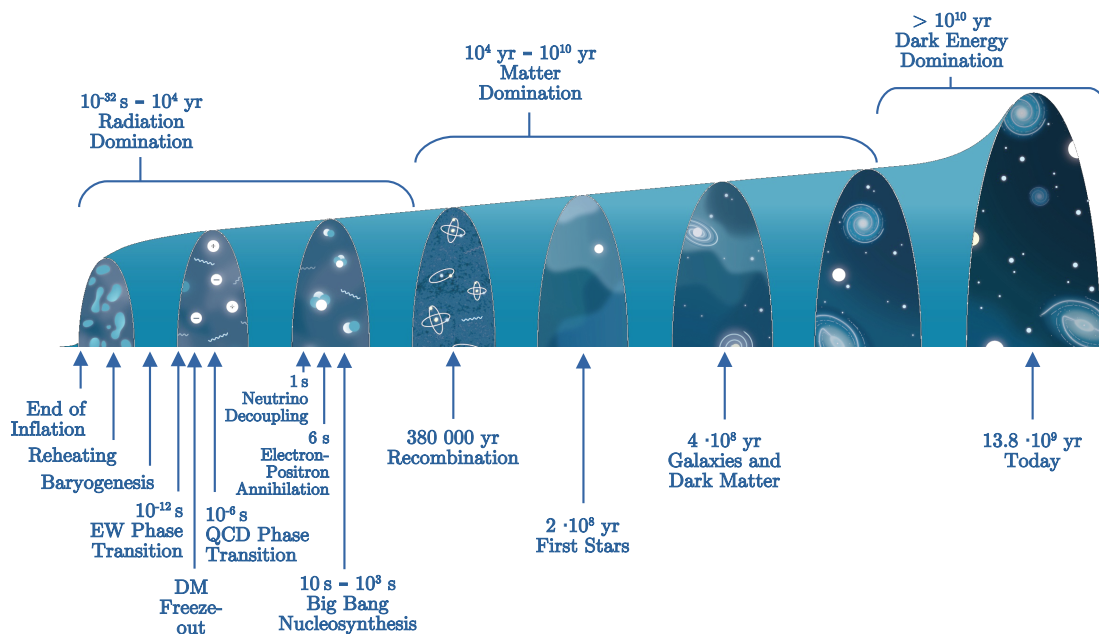 > 10¹⁰ yr
Dark Energy
Domination
10⁴ yr – 10¹⁰ yr
Matter
Domination
10⁻³² s – 10⁴ yr
Radiation
Domination
End of
Inflation
Reheating
Baryogenesis
10⁻¹² s
EW Phase
Transition
DM
Freeze-
out
10⁻⁶ s
QCD Phase
Transition
1 s
Neutrino
Decoupling
6 s
Electron-
Positron
Annihilation
10 s – 10³ s
Big Bang
Nucleosynthesis
380 000 yr
Recombination
2 ·10⁸ yr
First Stars
4 ·10⁸ yr
Galaxies and
Dark Matter
13.8 ·10⁹ yr
Today